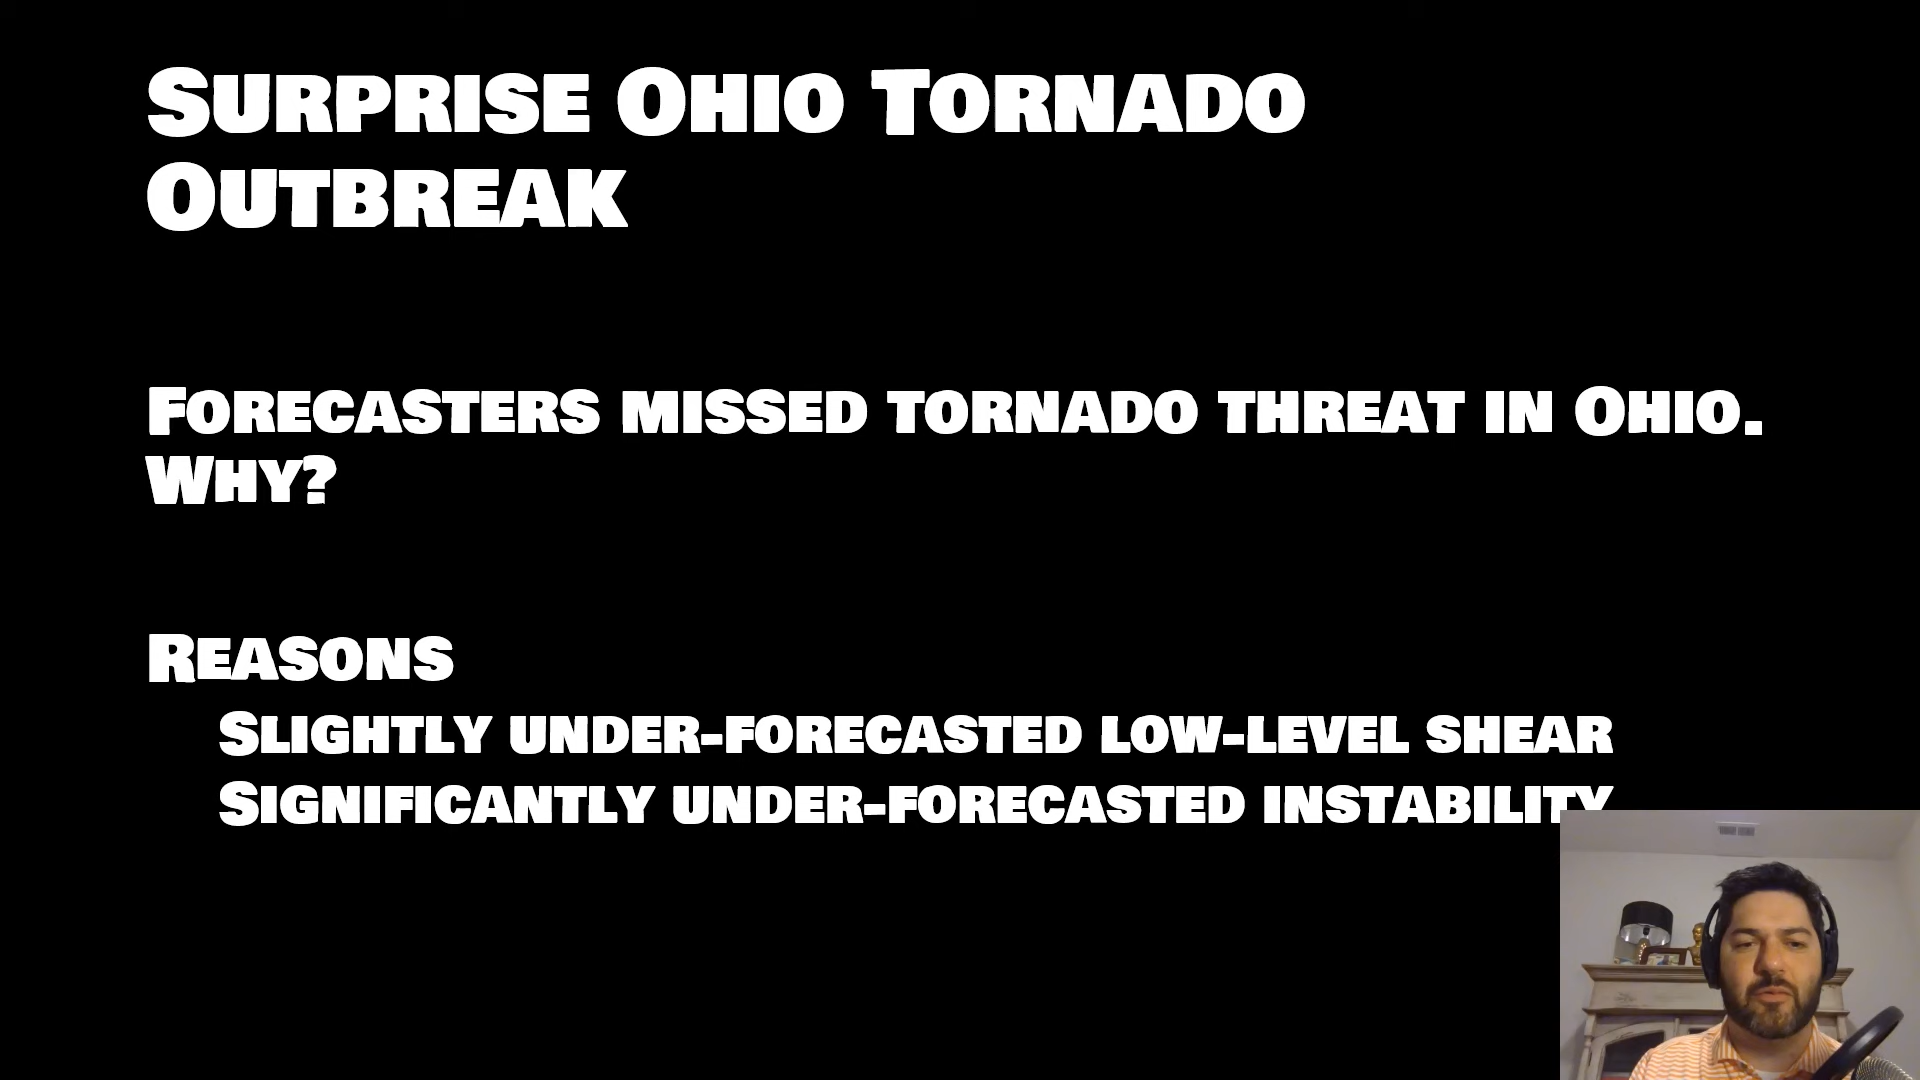 Surprise Ohio Tornado
Outbreak
Forecasters missed tornado threat in Ohio.
Why?
Reasons
Slightly under-forecasted low-level shear
Significantly under-forecasted instability